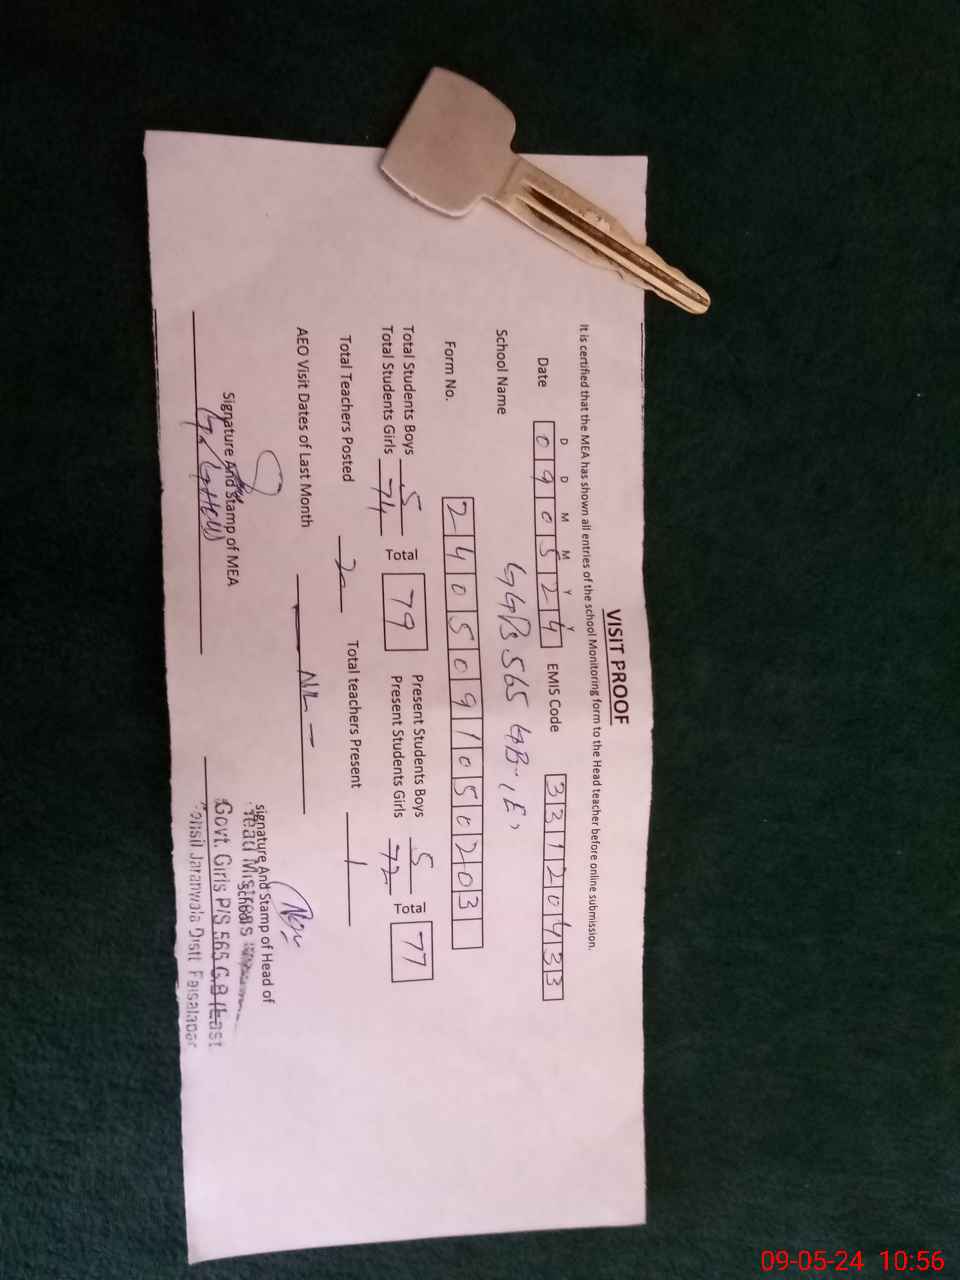 VISIT PROOF
It is certified that the MEA has shown all entries of the school Monitoring form to the Head teacher before online submission.
D D M M Y Y
Date 0 9 0 5 2 4 EMIS Code 3 3 1 2 0 4 3 3
School Name GGPS 565 GB (E)
Form No. 2 4 0 5 0 9 1 0 5 0 2 0 3
Total Students Boys 5 Total 79 Present Students Boys 5 Total 77
Total Students Girls 74 Present Students Girls 72
Total Teachers Posted 2 Total teachers Present 1
AEO Visit Dates of Last Month - NIL -
Signature And Stamp of MEA
signature And Stamp of Head of
School
Head Mistress
Govt. Girls P/S 565 G.B (East
Tehsil Jaranwala Distt Faisalabad
09-05-24 10:56